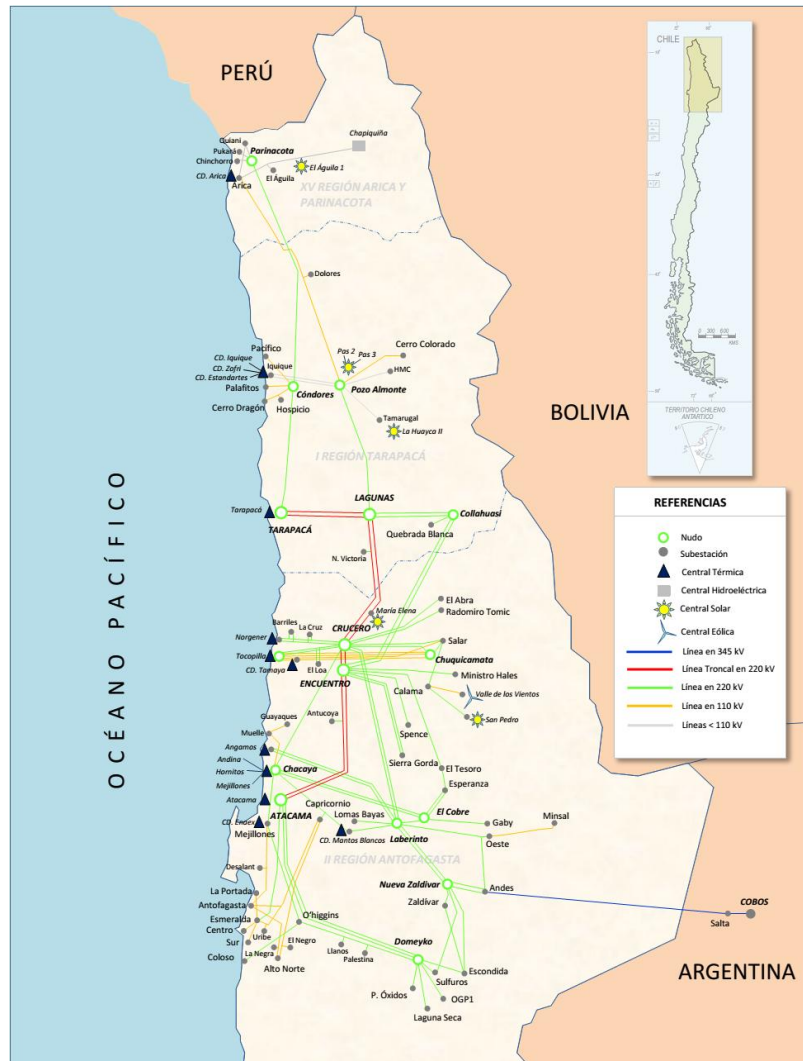 PERÚ
CHILE
Quiani
Pukará
Parinacota
Chinchorro
Chapiquiña
CD. Arica
Arica
El Águila
El Águila 1
XV REGIÓN ARICA Y
PARINACOTA
Dolores
Pacífico
CD. Iquique
CD. Zofri
CD. Estandartes
Iquique
Palafitos
Cerro Dragón
Hospicio
Cóndores
Pas 2
Pas 3
Cerro Colorado
HMC
Pozo Almonte
Tamarugal
La Huayca II
BOLIVIA
I REGIÓN TARAPACÁ
TERRITORIO CHILENO
ANTÁRTICO
OCÉANO PACÍFICO
Tarapacá
TARAPACÁ
LAGUNAS
Collahuasi
Quebrada Blanca
N. Victoria
REFERENCIAS
Nudo
Subestación
Central Térmica
Central Hidroeléctrica
Central Solar
Central Eólica
Línea en 345 kV
Línea Troncal en 220 kV
Línea en 220 kV
Línea en 110 kV
Líneas < 110 kV
El Abra
Radomiro Tomic
María Elena
CRUCERO
Barriles
La Cruz
Norgener
Tocopilla
CD. Tamaya
El Loa
ENCUENTRO
Salar
Chuquicamata
Ministro Hales
Calama
Valle de los Vientos
San Pedro
Guayaques
Antucoya
Muelle
Spence
Sierra Gorda
El Tesoro
Esperanza
Angamos
Andina
Hornitos
Mejillones
Chacaya
Atacama
ATACAMA
CD. Enaex
Mejillones
Capricornio
Lomas Bayas
CD. Mantos Blancos
Laberinto
El Cobre
Gaby
Oeste
Minsal
II REGIÓN ANTOFAGASTA
Desalant
La Portada
Antofagasta
Esmeralda
Centro
Sur
Coloso
Uribe
La Negra
El Negro
Alto Norte
O'higgins
Nueva Zaldivar
Zaldívar
Andes
Salta
COBOS
Domeyko
Llanos
Palestina
Escondida
Sulfuros
P. Óxidos
OGP1
Laguna Seca
ARGENTINA